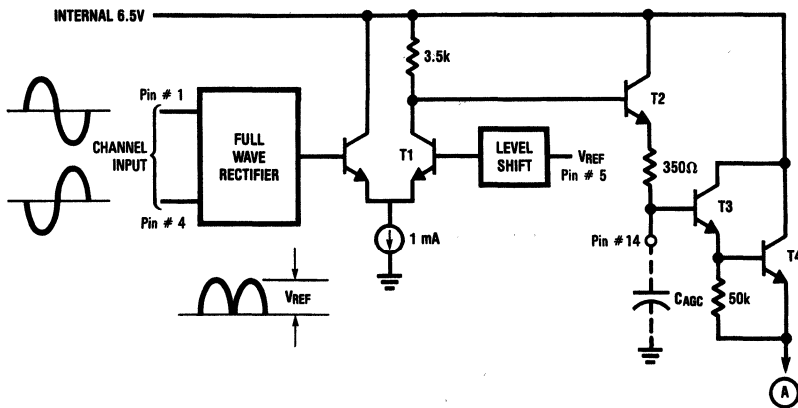 INTERNAL 6.5V
3.5k
Pin # 1
CHANNEL
INPUT
Pin # 4
FULL
WAVE
RECTIFIER
T1
LEVEL
SHIFT
VREF
Pin # 5
T2
350Ω
T3
Pin #14
T4
1 mA
VREF
CAGC
50k
A